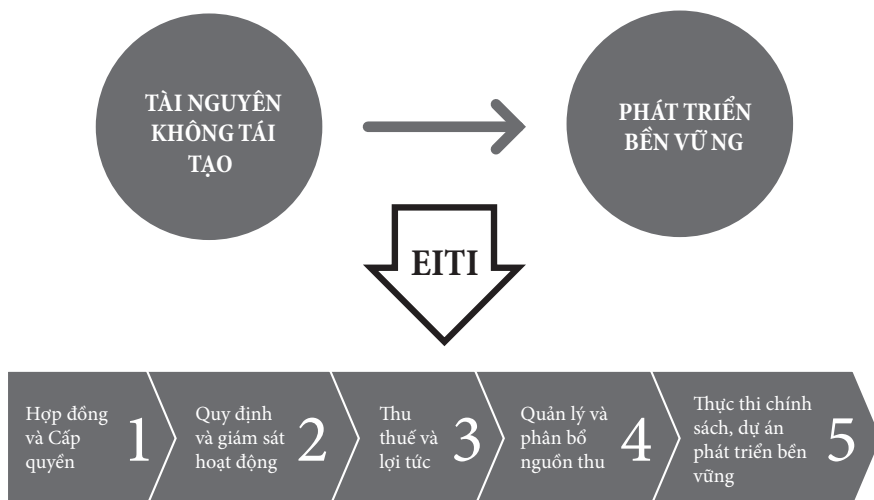 TÀI NGUYÊN
KHÔNG TÁI
TẠO
PHÁT TRIỂN
BỀN VỮ NG
EITI
Hợp đồng
và Cấp
quyền
1
Quy định
và giám sát
hoạt động
2
Thu
thuế và
lợi tức
3
Quản lý và
phân bổ
nguồn thu
4
Thực thi chính
sách, dự án
phát triển bền
vững
5